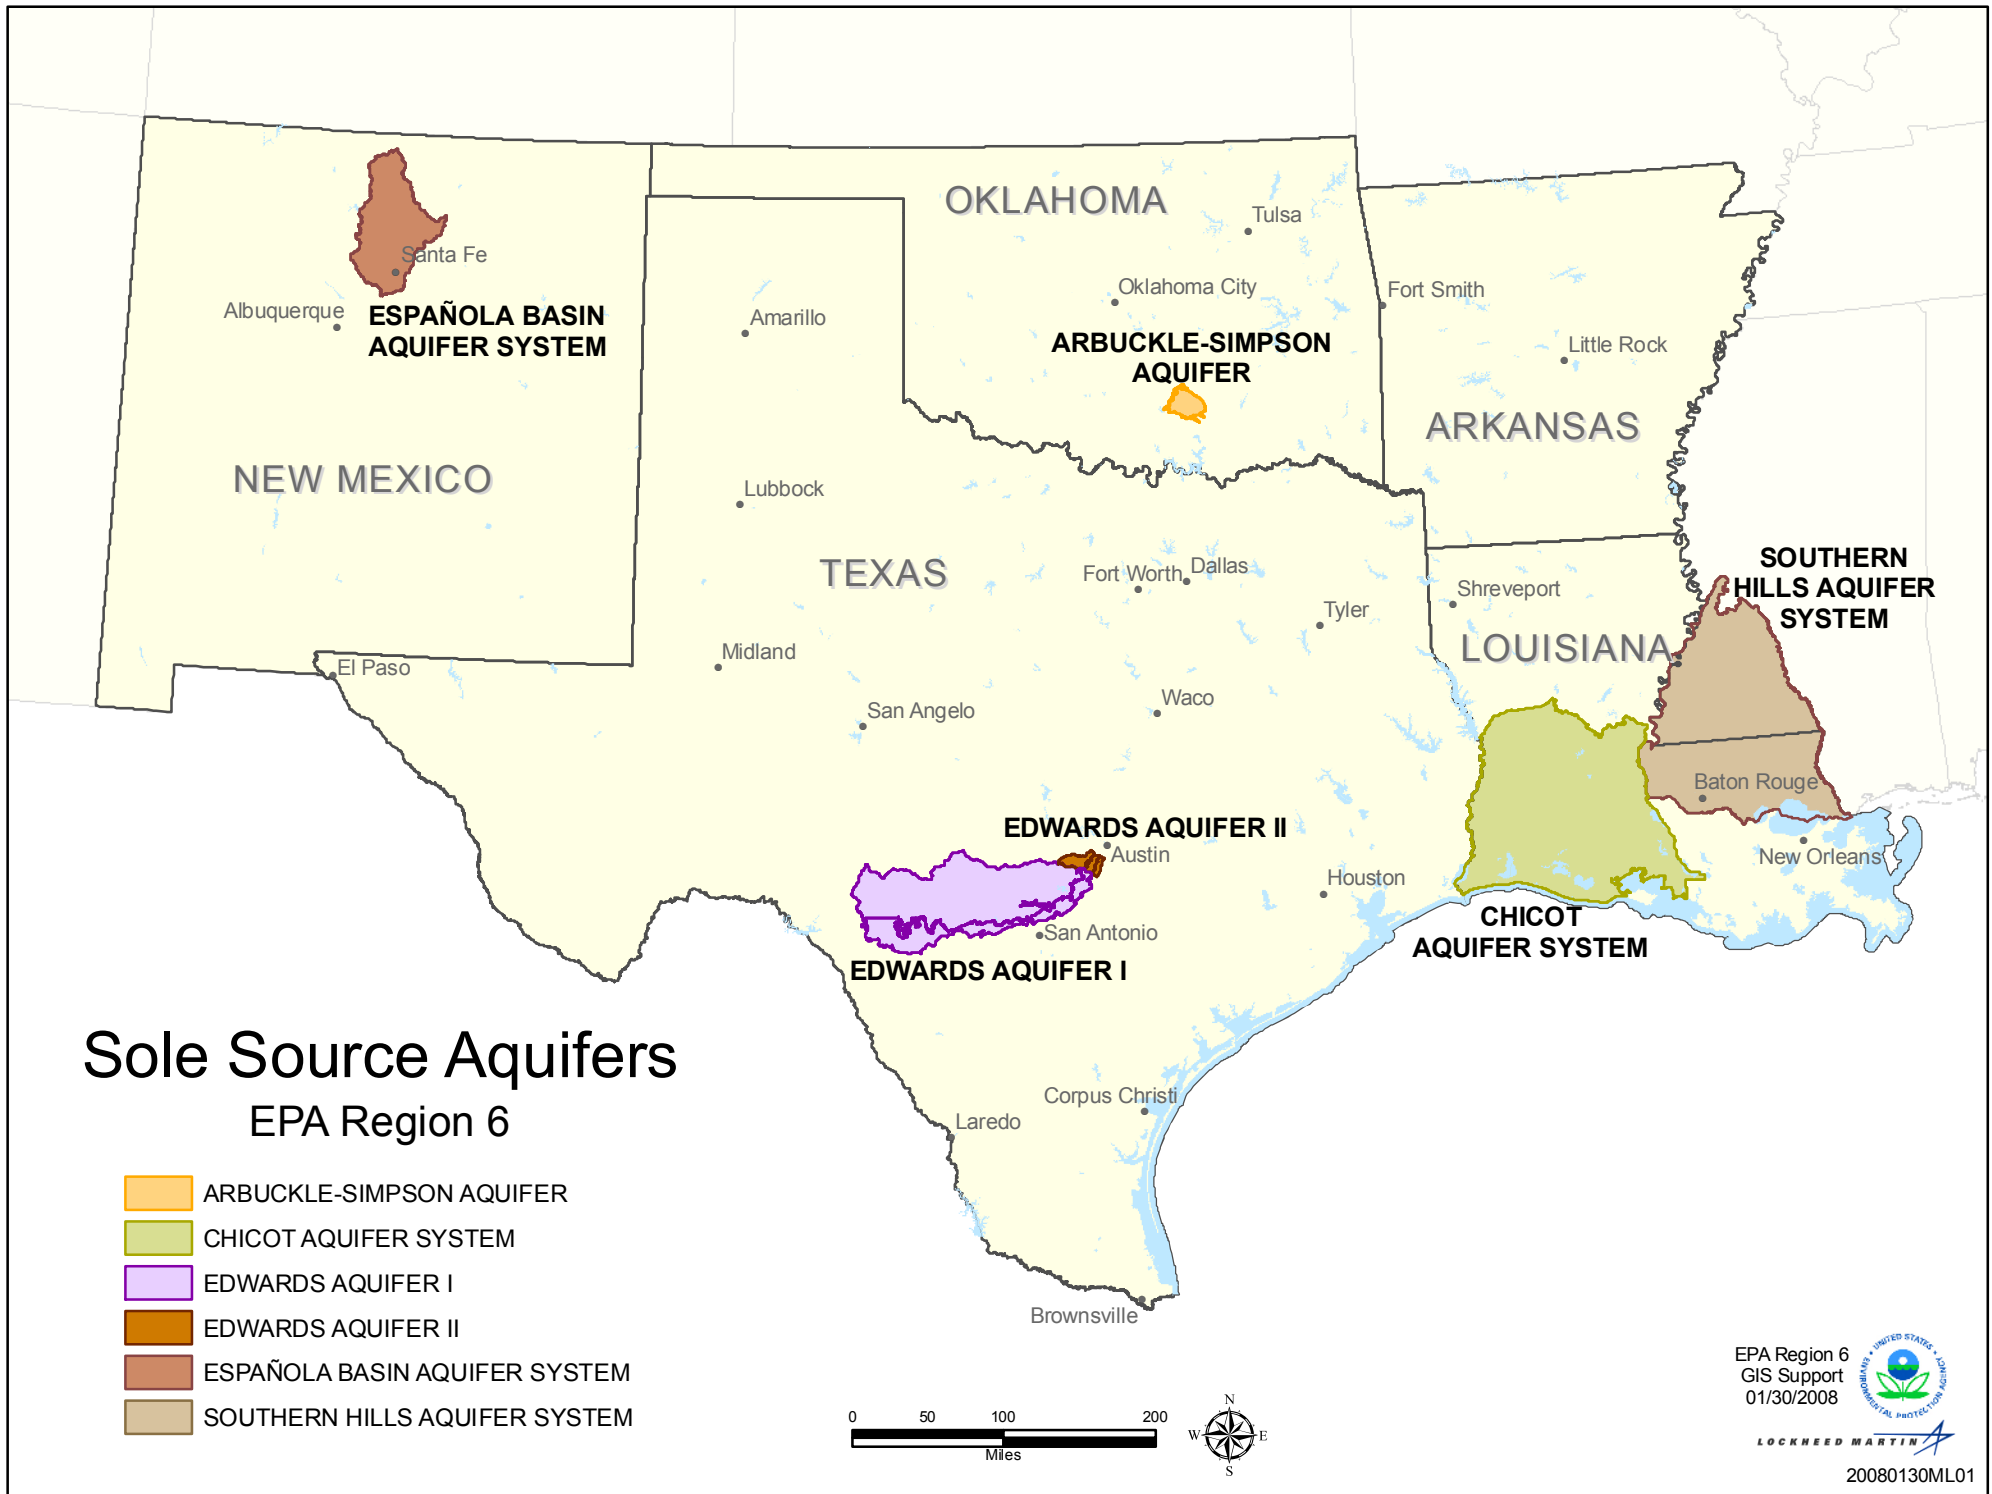 OKLAHOMA
Tulsa
Santa Fe
Oklahoma City
Fort Smith
Albuquerque
ESPAÑOLA BASIN
AQUIFER SYSTEM
Amarillo
ARBUCKLE-SIMPSON
AQUIFER
Little Rock
ARKANSAS
NEW MEXICO
Lubbock
TEXAS
Fort Worth
Dallas
SOUTHERN
HILLS AQUIFER
SYSTEM
Shreveport
Tyler
LOUISIANA
Midland
El Paso
San Angelo
Waco
Baton Rouge
EDWARDS AQUIFER II
Austin
New Orleans
Houston
CHICOT
AQUIFER SYSTEM
San Antonio
EDWARDS AQUIFER I
Corpus Christi
Laredo
Brownsville
Sole Source Aquifers
EPA Region 6
ARBUCKLE-SIMPSON AQUIFER
CHICOT AQUIFER SYSTEM
EDWARDS AQUIFER I
EDWARDS AQUIFER II
ESPAÑOLA BASIN AQUIFER SYSTEM
SOUTHERN HILLS AQUIFER SYSTEM
0 50 100 200
Miles
N
W E
S
EPA Region 6
GIS Support
01/30/2008
UNITED STATES
ENVIRONMENTAL PROTECTION AGENCY
LOCKHEED MARTIN
20080130ML01